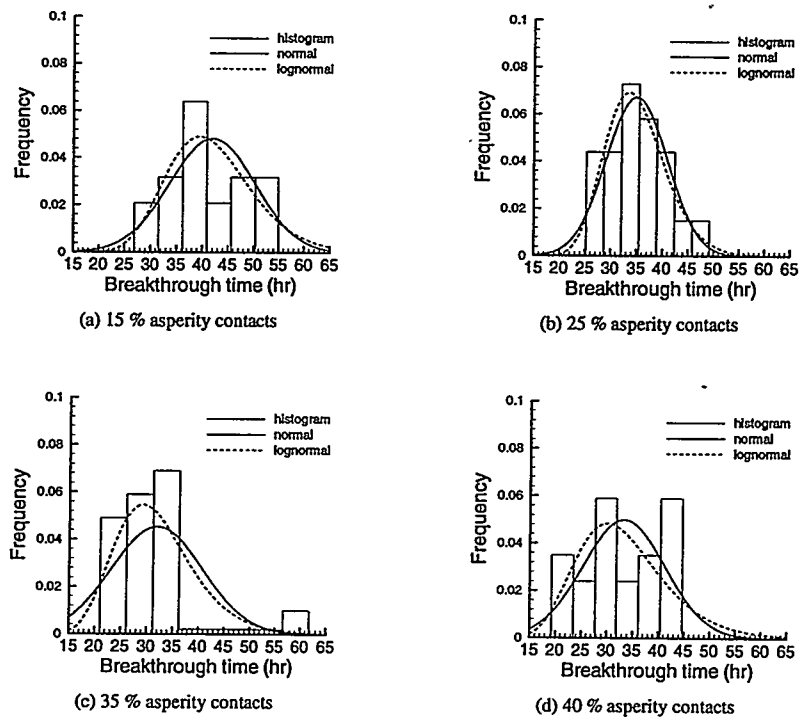 0.1
0.08
0.06
0.04
0.02
0
Frequency
histogram
normal
lognormal
15 20 25 30 35 40 45 50 55 60 65
Breakthrough time (hr)
(a) 15 % asperity contacts
0.1
0.08
0.06
0.04
0.02
0
Frequency
histogram
normal
lognormal
15 20 25 30 35 40 45 50 55 60 65
Breakthrough time (hr)
(b) 25 % asperity contacts
0.1
0.08
0.06
0.04
0.02
0
Frequency
histogram
normal
lognormal
15 20 25 30 35 40 45 50 55 60 65
Breakthrough time (hr)
(c) 35 % asperity contacts
0.1
0.08
0.06
0.04
0.02
0
Frequency
histogram
normal
lognormal
15 20 25 30 35 40 45 50 55 60 65
Breakthrough time (hr)
(d) 40 % asperity contacts